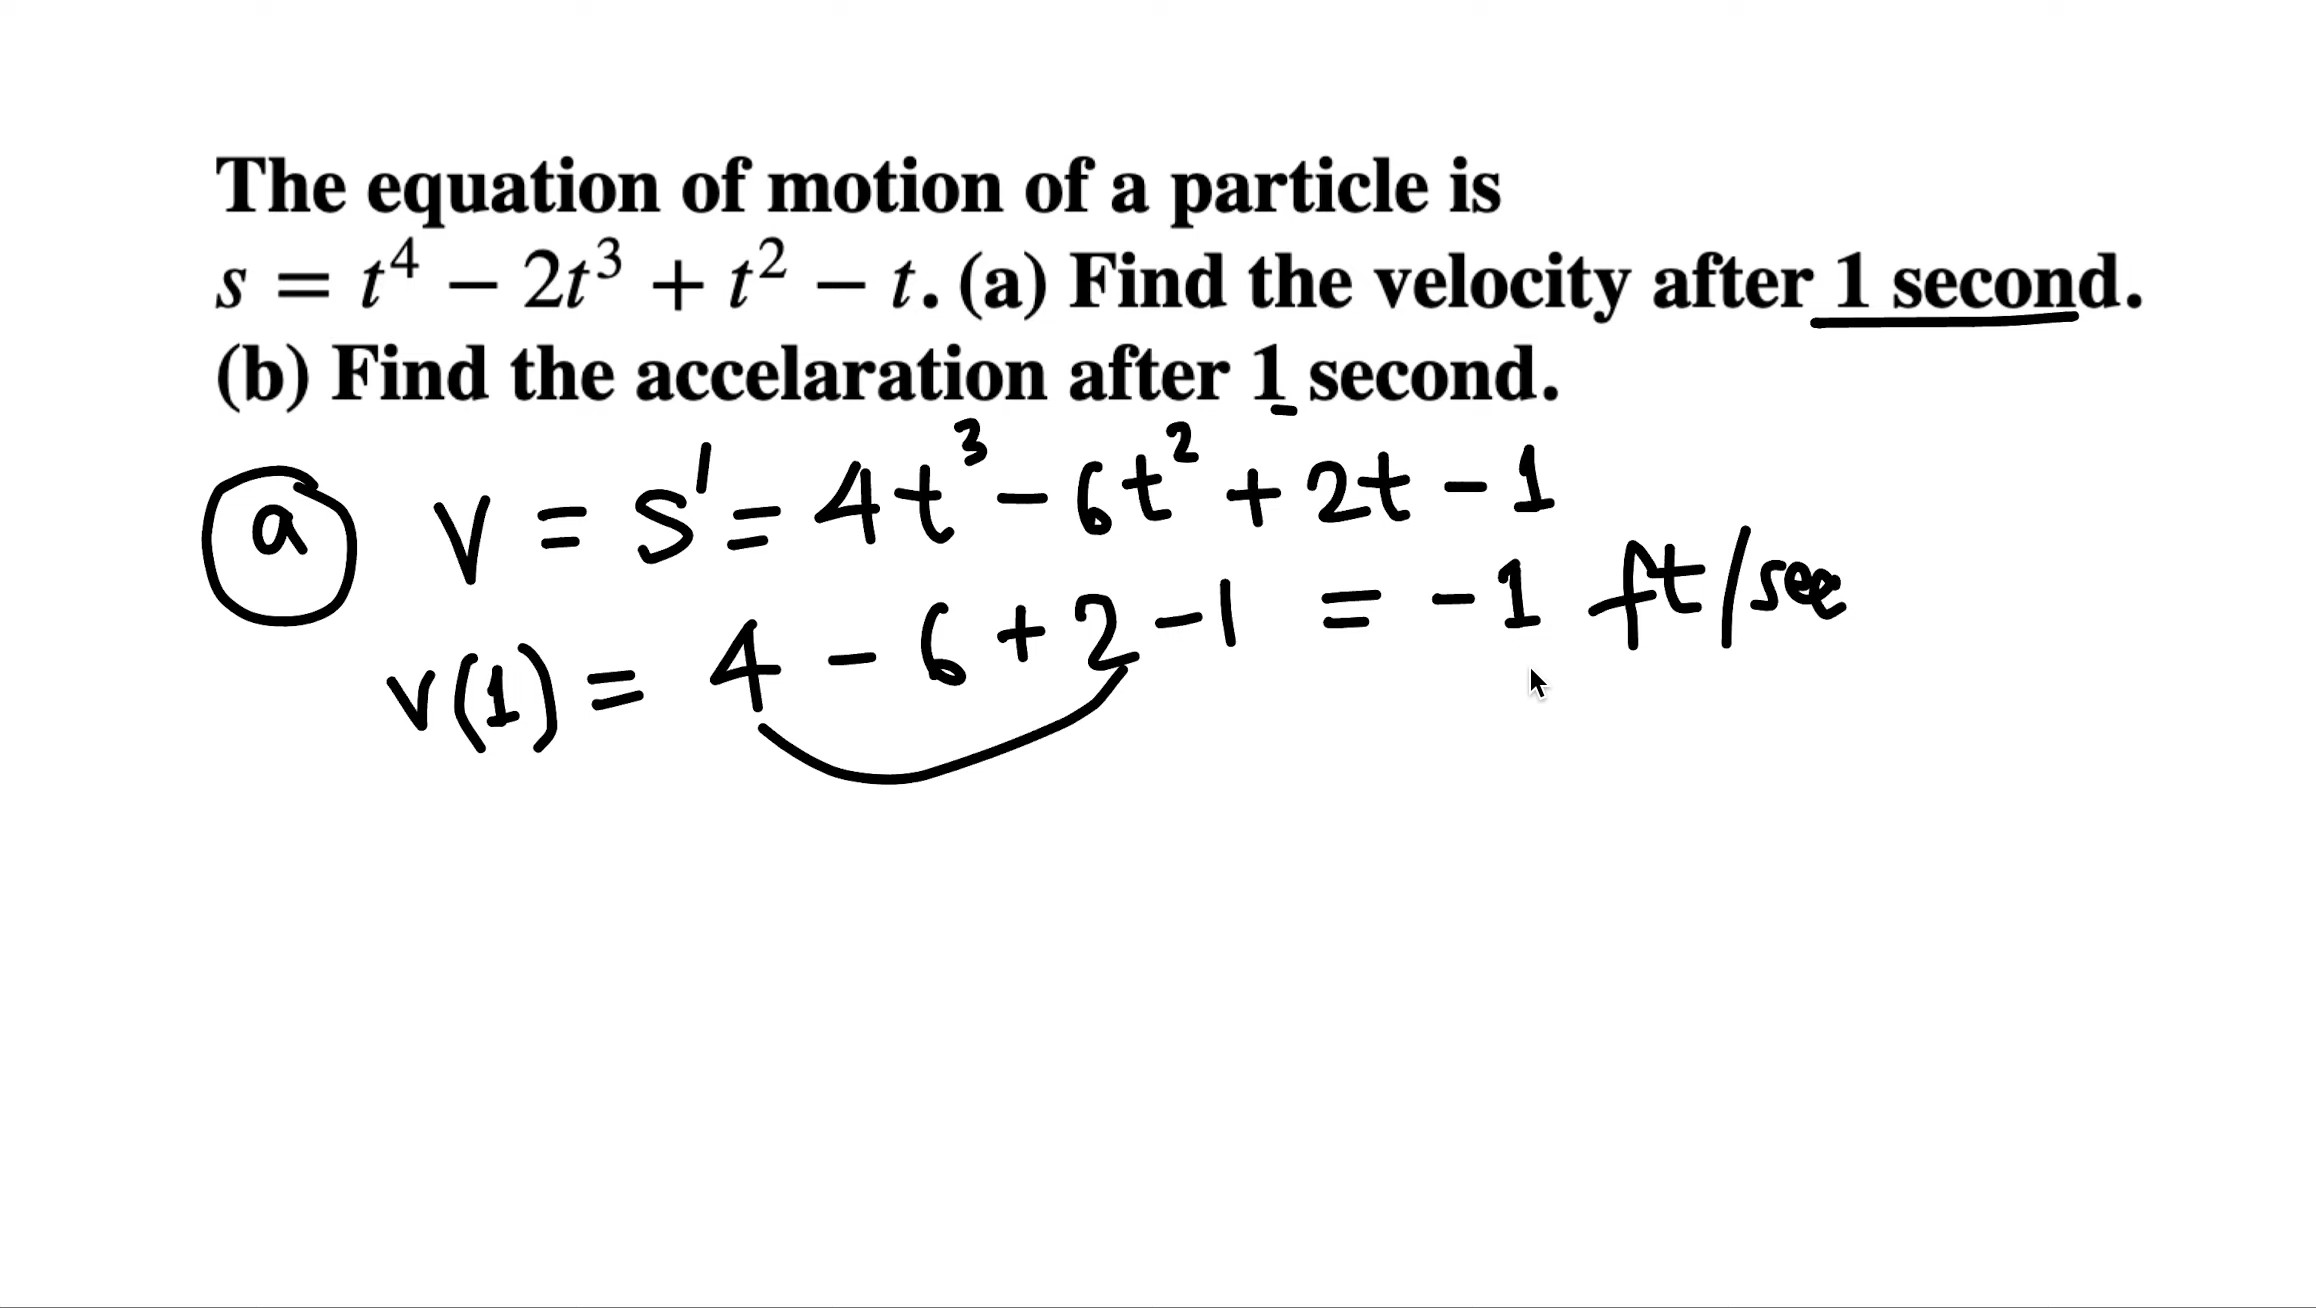 The equation of motion of a particle is
s = t⁴ − 2t³ + t² − t. (a) Find the velocity after 1 second.
(b) Find the accelaration after 1 second.
a V = S' = 4t³ − 6t² + 2t − 1
v(1) = 4 − 6 + 2 − 1 = −1 ft/sec